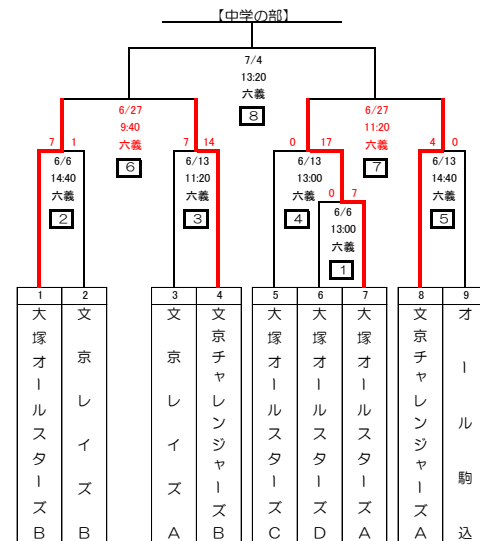 【中学の部】
7/4
13:20
六義
8
6/27
9:40
六義
6
6/27
11:20
六義
7
7 1
6/6
14:40
六義
2
7 14
6/13
11:20
六義
3
0 17
6/13
13:00
六義
4
0 7
6/6
13:00
六義
1
4 0
6/13
14:40
六義
5
1 2 3 4 5 6 7 8 9
大塚オールスターズB
文京レイズB
文京レイズA
文京チャレンジャーズB
大塚オールスターズC
大塚オールスターズD
大塚オールスターズA
文京チャレンジャーズA
オール駒込